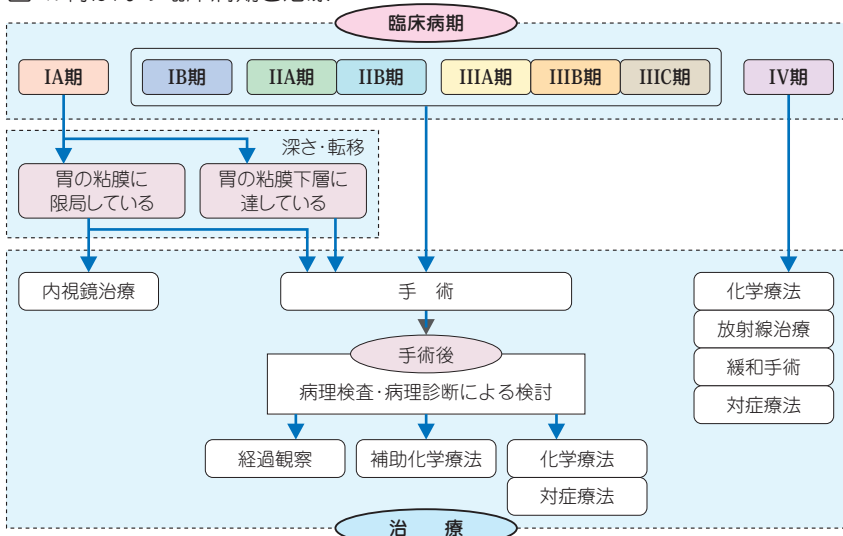 臨床病期
IA期 IB期 IIA期 IIB期 IIIA期 IIIB期 IIIC期 IV期
深さ・転移
胃の粘膜に
限局している
胃の粘膜下層に
達している
内視鏡治療
手 術
化学療法
放射線治療
緩和手術
対症療法
手術後
病理検査・病理診断による検討
経過観察
補助化学療法
化学療法
対症療法
治 療